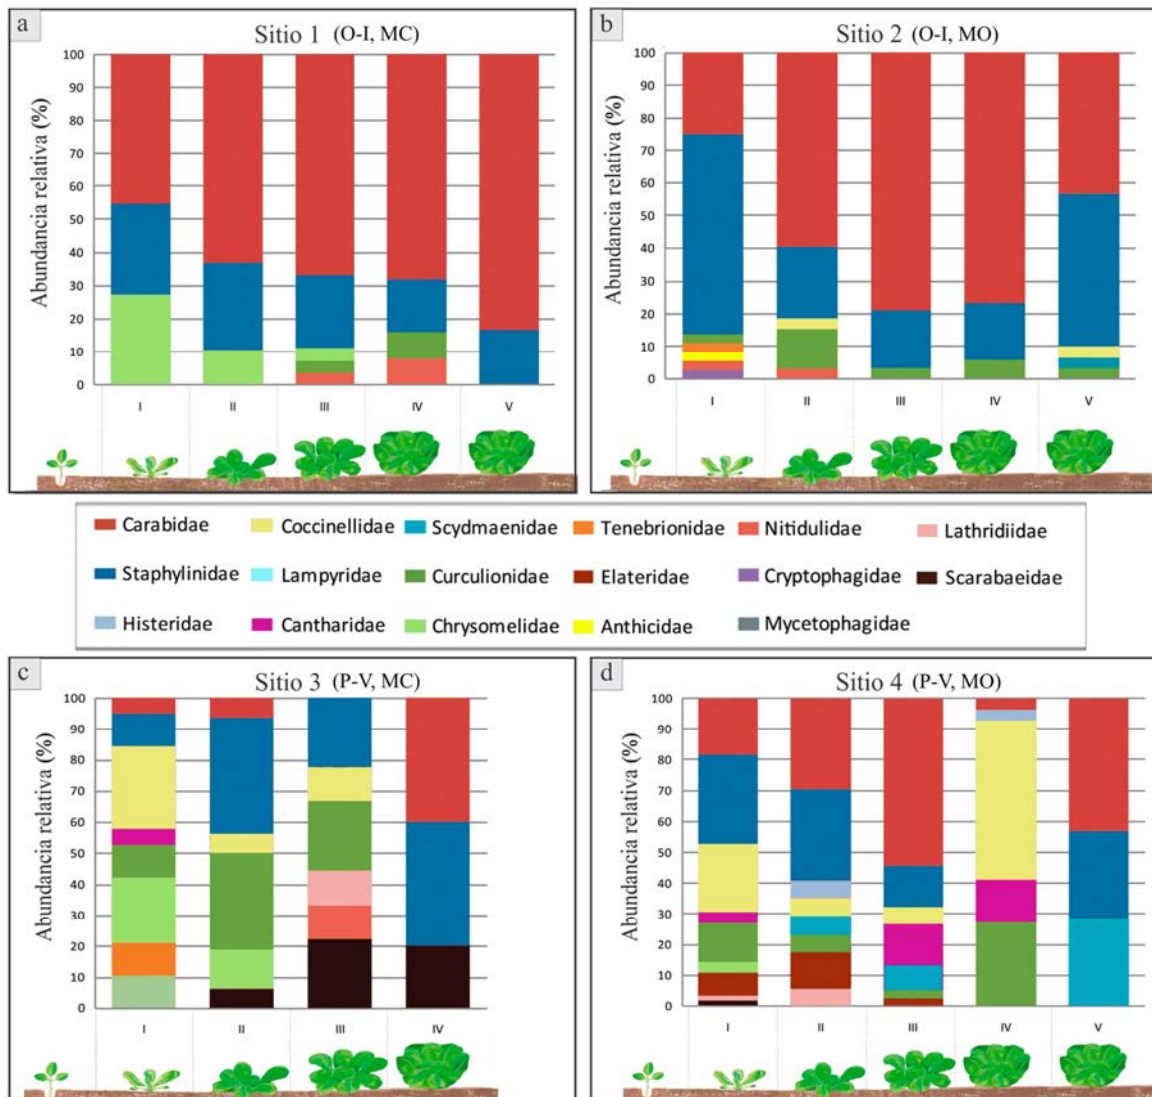 a
Sitio 1 (O-I, MC)
Abundancia relativa (%)
100
90
80
70
60
50
40
30
20
10
0
I II III IV V
b
Sitio 2 (O-I, MO)
Abundancia relativa (%)
100
90
80
70
60
50
40
30
20
10
0
I II III IV V
Carabidae Coccinellidae Scydmaenidae Tenebrionidae Nitidulidae Lathridiidae
Staphylinidae Lampyridae Curculionidae Elateridae Cryptophagidae Scarabaeidae
Histeridae Cantharidae Chrysomelidae Anthicidae Mycetophagidae
c
Sitio 3 (P-V, MC)
Abundancia relativa (%)
100
90
80
70
60
50
40
30
20
10
0
I II III IV
d
Sitio 4 (P-V, MO)
Abundancia relativa (%)
100
90
80
70
60
50
40
30
20
10
0
I II III IV V